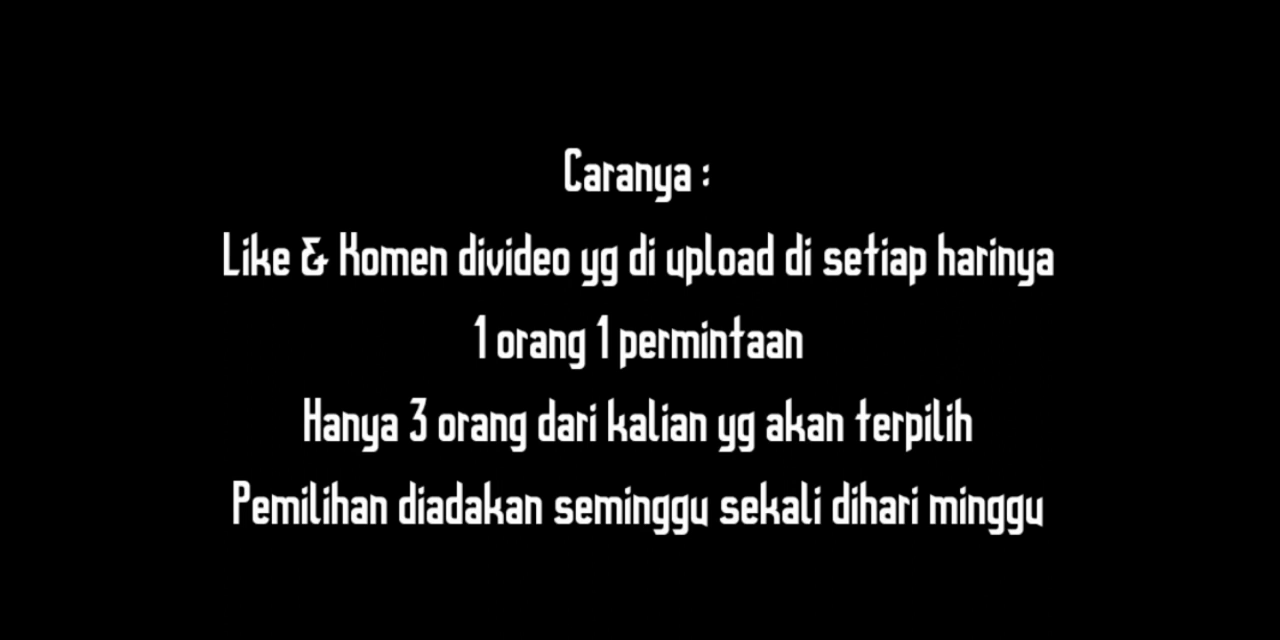 Caranya :
Like & Komen divideo yg di upload di setiap harinya
1 orang 1 permintaan
Hanya 3 orang dari kalian yg akan terpilih
Pemilihan diadakan seminggu sekali dihari minggu